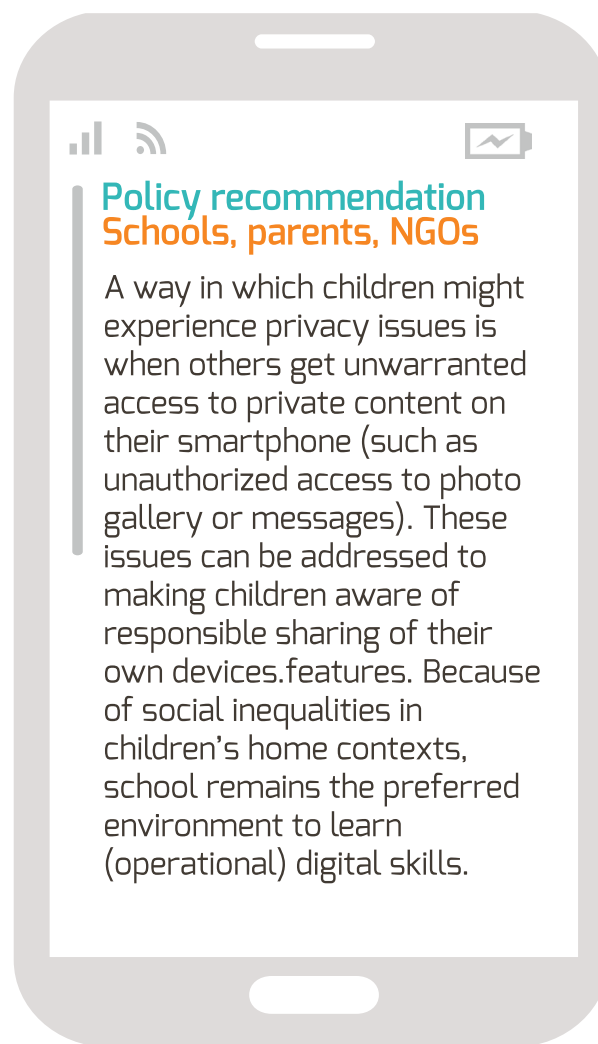 Policy recommendation
Schools, parents, NGOs
A way in which children might
experience privacy issues is
when others get unwarranted
access to private content on
their smartphone (such as
unauthorized access to photo
gallery or messages). These
issues can be addressed to
making children aware of
responsible sharing of their
own devices.features. Because
of social inequalities in
children's home contexts,
school remains the preferred
environment to learn
(operational) digital skills.